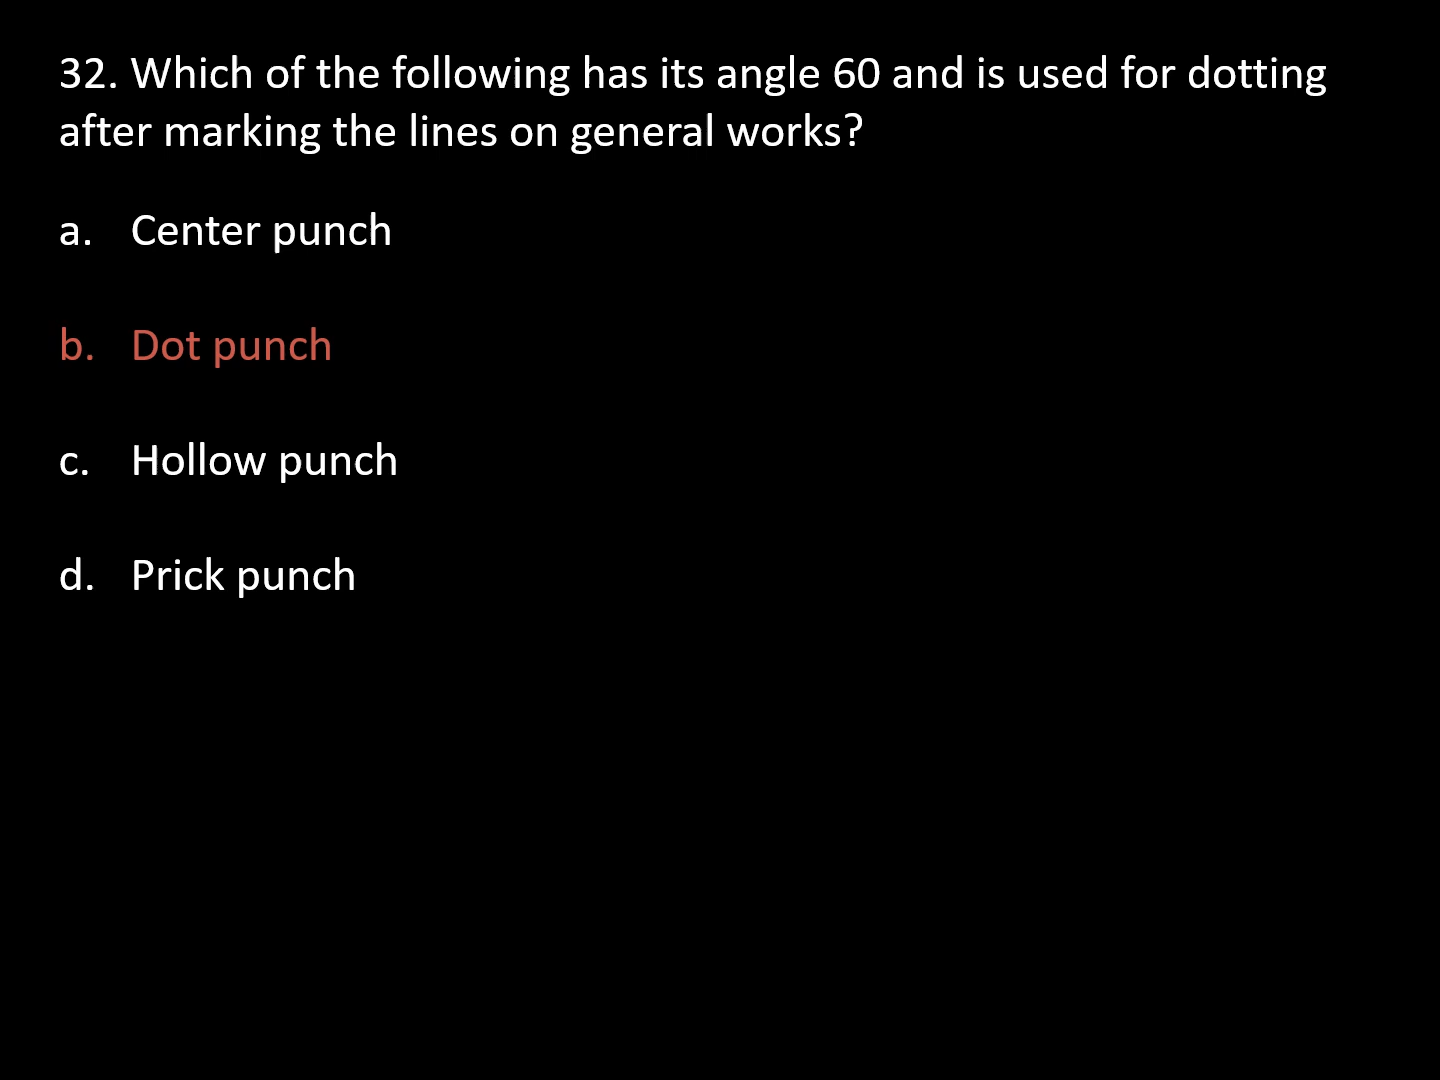 32. Which of the following has its angle 60 and is used for dotting
after marking the lines on general works?
a. Center punch
b. Dot punch
c. Hollow punch
d. Prick punch